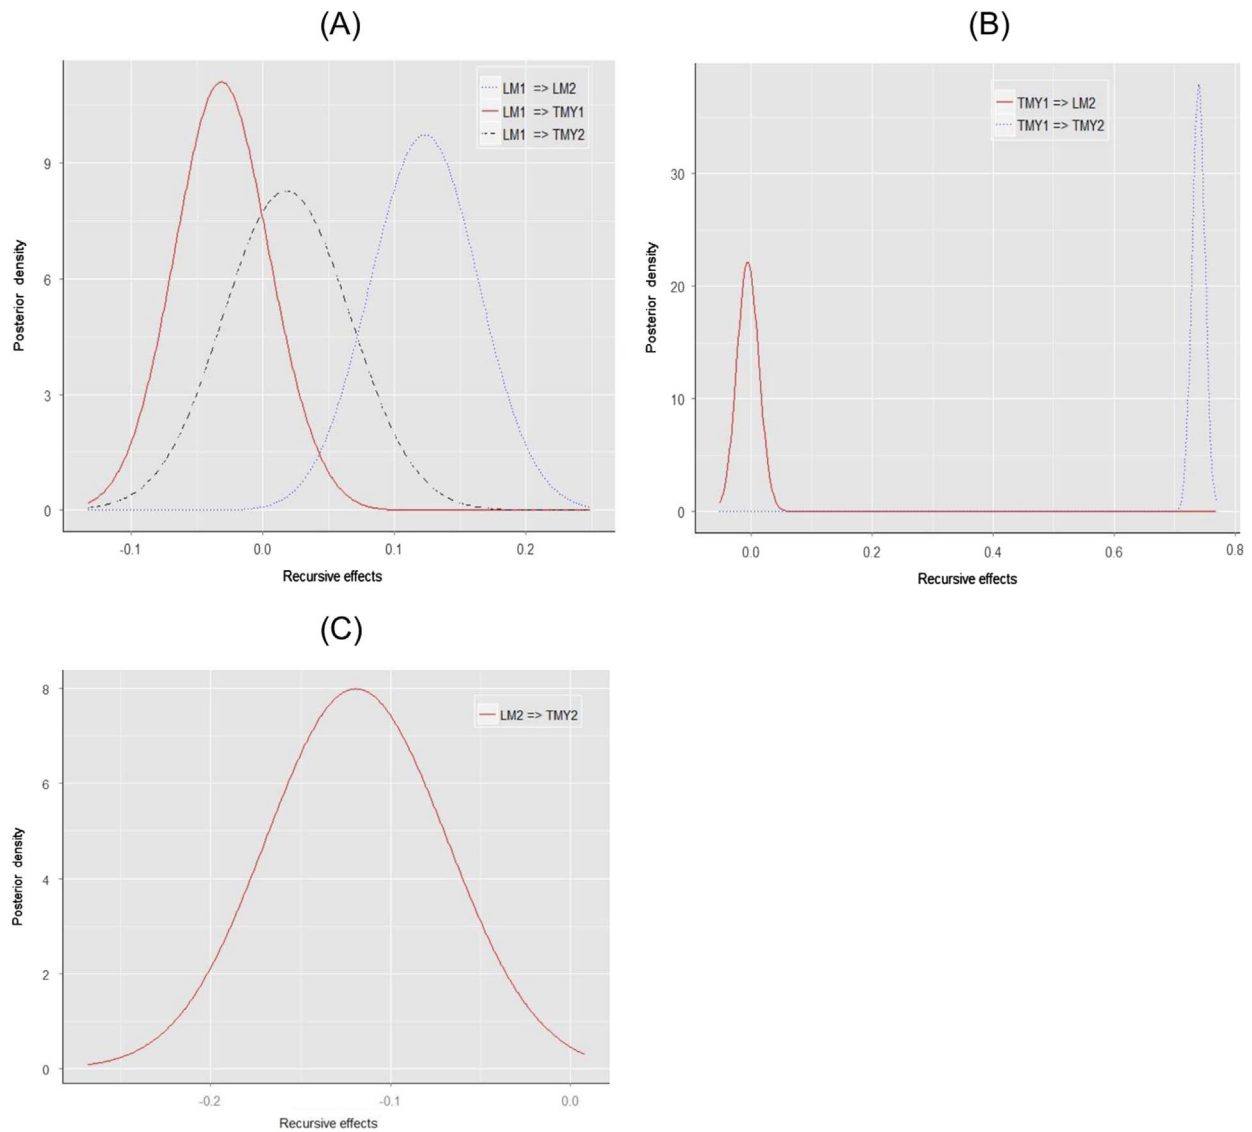 (A)
LM1 => LM2
LM1 => TMY1
LM1 => TMY2
9
6
3
0
Posterior density
-0.1 0.0 0.1 0.2
Recursive effects
(B)
TMY1 => LM2
TMY1 => TMY2
30
20
10
0
Posterior density
0.0 0.2 0.4 0.6 0.8
Recursive effects
(C)
LM2 => TMY2
8
6
4
2
0
Posterior density
-0.2 -0.1 0.0
Recursive effects